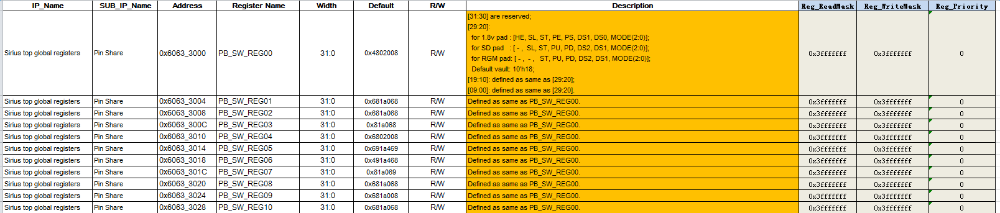 IP_Name SUB_IP_Name Address Register Name Width Default R/W Description Reg_ReadMask Reg_WriteMask Reg_Priority
Sirius top global registers Pin Share 0x6063_3000 PB_SW_REG00 31:0 0x4802008 R/W
[31:30] are reserved;
[29:20]:
for 1.8v pad : [HE, SL, ST, PE, PS, DS1, DS0, MODE(2:0)];
for SD pad : [ - , SL, ST, PU, PD, DS2, DS1, MODE(2:0)];
for RGM pad: [ - , - , ST, PU, PD, DS2, DS1, MODE(2:0)];
Default vault: 10'h18;
[19:10]: defined as same as [29:20];
[09:00]: defined as same as [29:20].
0x3fffffff 0x3fffffff 0
Sirius top global registers Pin Share 0x6063_3004 PB_SW_REG01 31:0 0x681a068 R/W Defined as same as PB_SW_REG00. 0x3fffffff 0x3fffffff 0
Sirius top global registers Pin Share 0x6063_3008 PB_SW_REG02 31:0 0x681a068 R/W Defined as same as PB_SW_REG00. 0x3fffffff 0x3fffffff 0
Sirius top global registers Pin Share 0x6063_300C PB_SW_REG03 31:0 0x81a068 R/W Defined as same as PB_SW_REG00. 0x3fffffff 0x3fffffff 0
Sirius top global registers Pin Share 0x6063_3010 PB_SW_REG04 31:0 0x6802008 R/W Defined as same as PB_SW_REG00. 0x3fffffff 0x3fffffff 0
Sirius top global registers Pin Share 0x6063_3014 PB_SW_REG05 31:0 0x691a469 R/W Defined as same as PB_SW_REG00. 0x3fffffff 0x3fffffff 0
Sirius top global registers Pin Share 0x6063_3018 PB_SW_REG06 31:0 0x491a468 R/W Defined as same as PB_SW_REG00. 0x3fffffff 0x3fffffff 0
Sirius top global registers Pin Share 0x6063_301C PB_SW_REG07 31:0 0x81a069 R/W Defined as same as PB_SW_REG00. 0x3fffffff 0x3fffffff 0
Sirius top global registers Pin Share 0x6063_3020 PB_SW_REG08 31:0 0x681a068 R/W Defined as same as PB_SW_REG00. 0x3fffffff 0x3fffffff 0
Sirius top global registers Pin Share 0x6063_3024 PB_SW_REG09 31:0 0x681a008 R/W Defined as same as PB_SW_REG00. 0x3fffffff 0x3fffffff 0
Sirius top global registers Pin Share 0x6063_3028 PB_SW_REG10 31:0 0x681a068 R/W Defined as same as PB_SW_REG00. 0x3fffffff 0x3fffffff 0